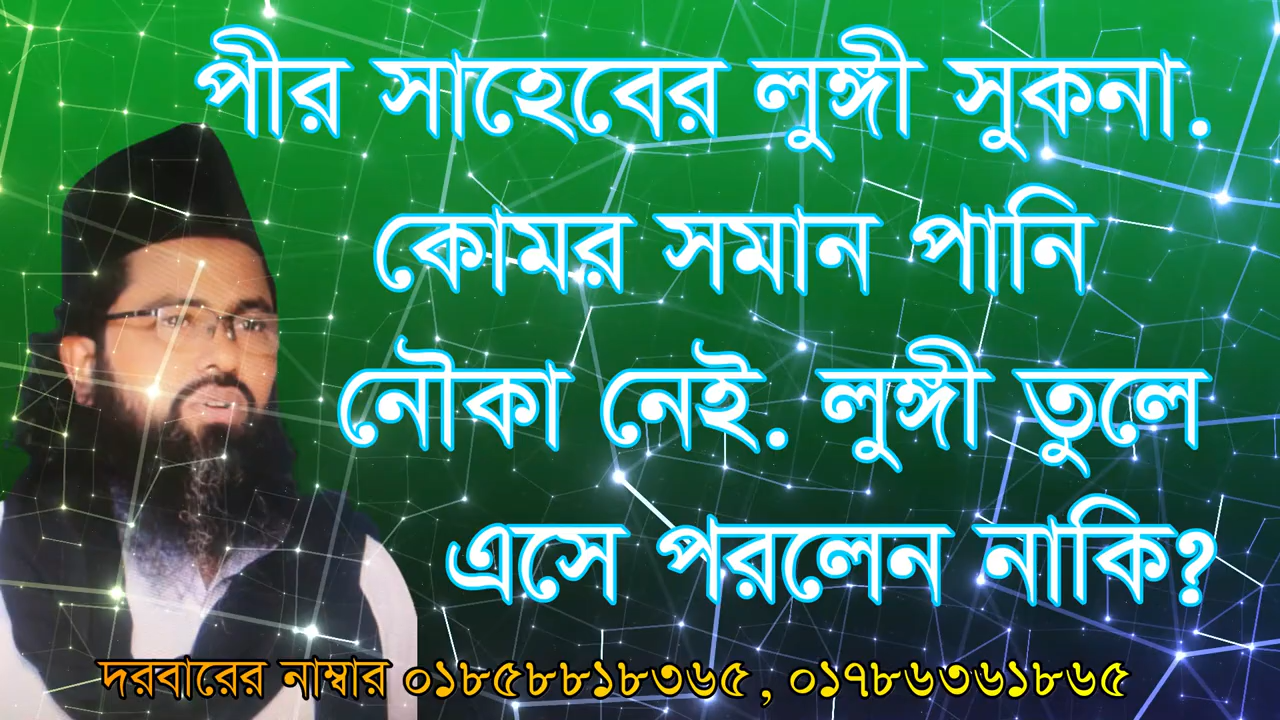 পীর সাহেবের লুঙ্গী সুকনা.
কোমর সমান পানি
নৌকা নেই. লুঙ্গী তুলে
এসে পরলেন নাকি?
দরবারের নাম্বার ০১৮৫৮৮১৮৩৬৫, ০১৭৮৬৩৬১৮৬৫